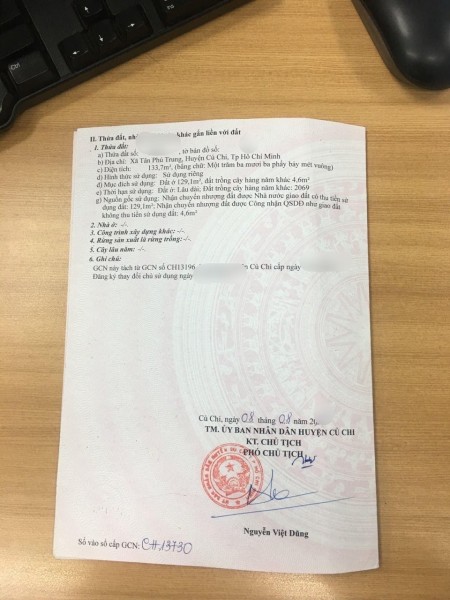 II. Thửa đất, nhà khác gắn liền với đất
1. Thửa đất:
a) Thửa đất số: , tờ bản đồ số:
b) Địa chỉ: Xã Tân Phú Trung, Huyện Củ Chi, Tp Hồ Chí Minh
c) Diện tích: 133,7m², (bằng chữ: Một trăm ba mươi ba phẩy bảy mét vuông)
d) Hình thức sử dụng: Sử dụng riêng
đ) Mục đích sử dụng: Đất ở 129,1m², đất trồng cây hàng năm khác 4,6m²
e) Thời hạn sử dụng: Đất ở: Lâu dài; Đất trồng cây hàng năm khác: 2069
g) Nguồn gốc sử dụng: Nhận chuyển nhượng đất được Nhà nước giao đất có thu tiền sử
dụng đất: 129,1m²; Nhận chuyển nhượng đất được Công nhận QSDĐ như giao đất
không thu tiền sử dụng đất: 4,6m²
2. Nhà ở: -/-
3. Công trình xây dựng khác: -/-
4. Rừng sản xuất là rừng trồng: -/-
5. Cây lâu năm: -/-
6. Ghi chú:
GCN này tách từ GCN số CH13196 Củ Chi cấp ngày
Đăng ký thay đổi chủ sử dụng ngày
Củ Chi, ngày 08 tháng 08 năm 20
TM. ỦY BAN NHÂN DÂN HUYỆN CỦ CHI
KT. CHỦ TỊCH
PHÓ CHỦ TỊCH
Nguyễn Việt Dũng
Số vào sổ cấp GCN: CH.13730
Ctrl